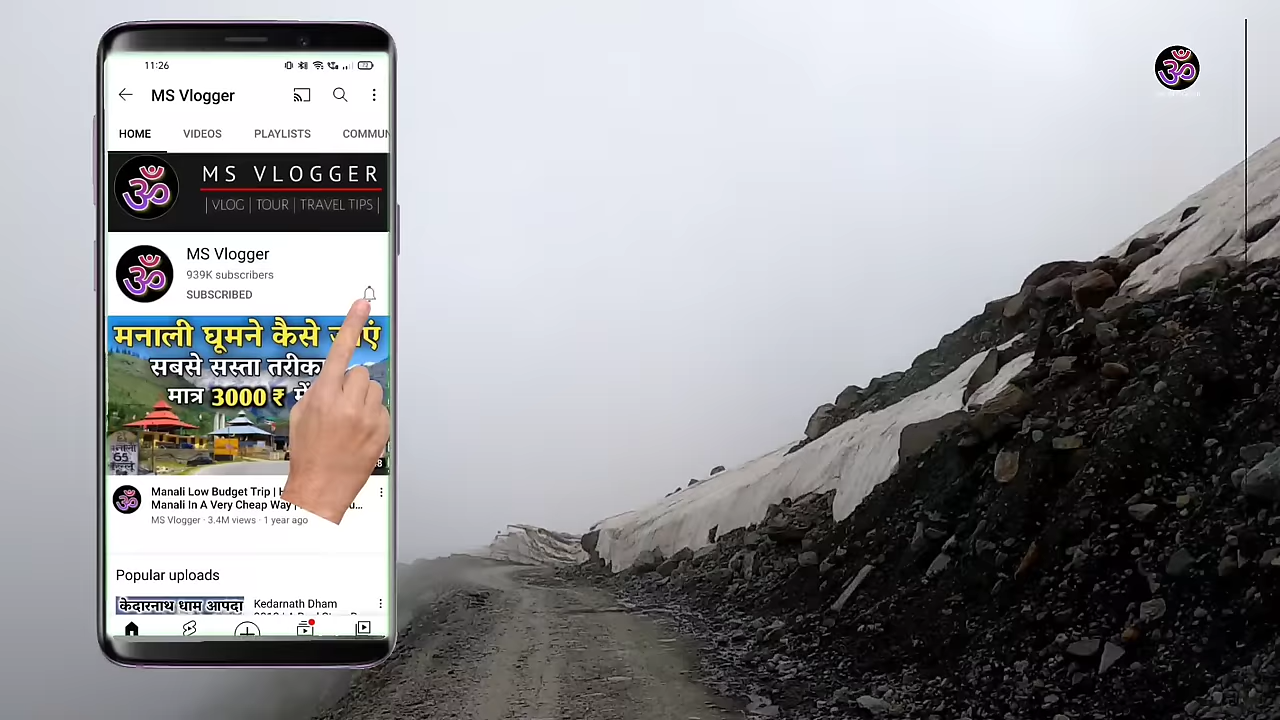 11:26
MS Vlogger
HOME VIDEOS PLAYLISTS COMMUN
MS VLOGGER
| VLOG | TOUR | TRAVEL TIPS |
MS Vlogger
939K subscribers
SUBSCRIBED
मनाली घूमने कैसे
सबसे सस्ता
मात्र 3000 ₹ में
65
Manali Low Budget Trip |
Manali In A Very Cheap Way |
MS Vlogger · 3.4M views · 1 year ago
Popular uploads
केदारनाथ धाम आपदा
Kedarnath Dham